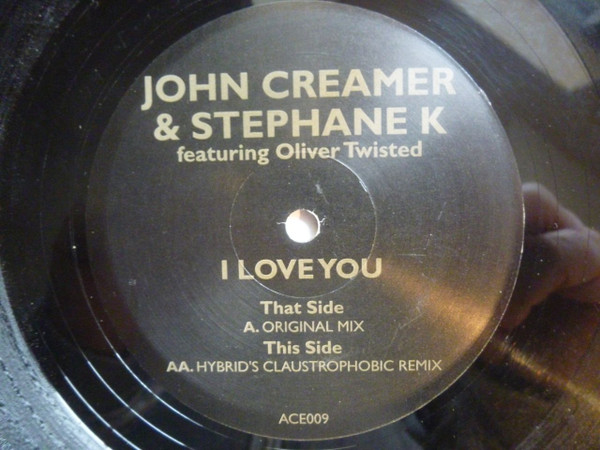 JOHN CREAMER
& STEPHANE K
featuring Oliver Twisted
I LOVE YOU
That Side
A. ORIGINAL MIX
This Side
AA. HYBRID'S CLAUSTROPHOBIC REMIX
ACE009